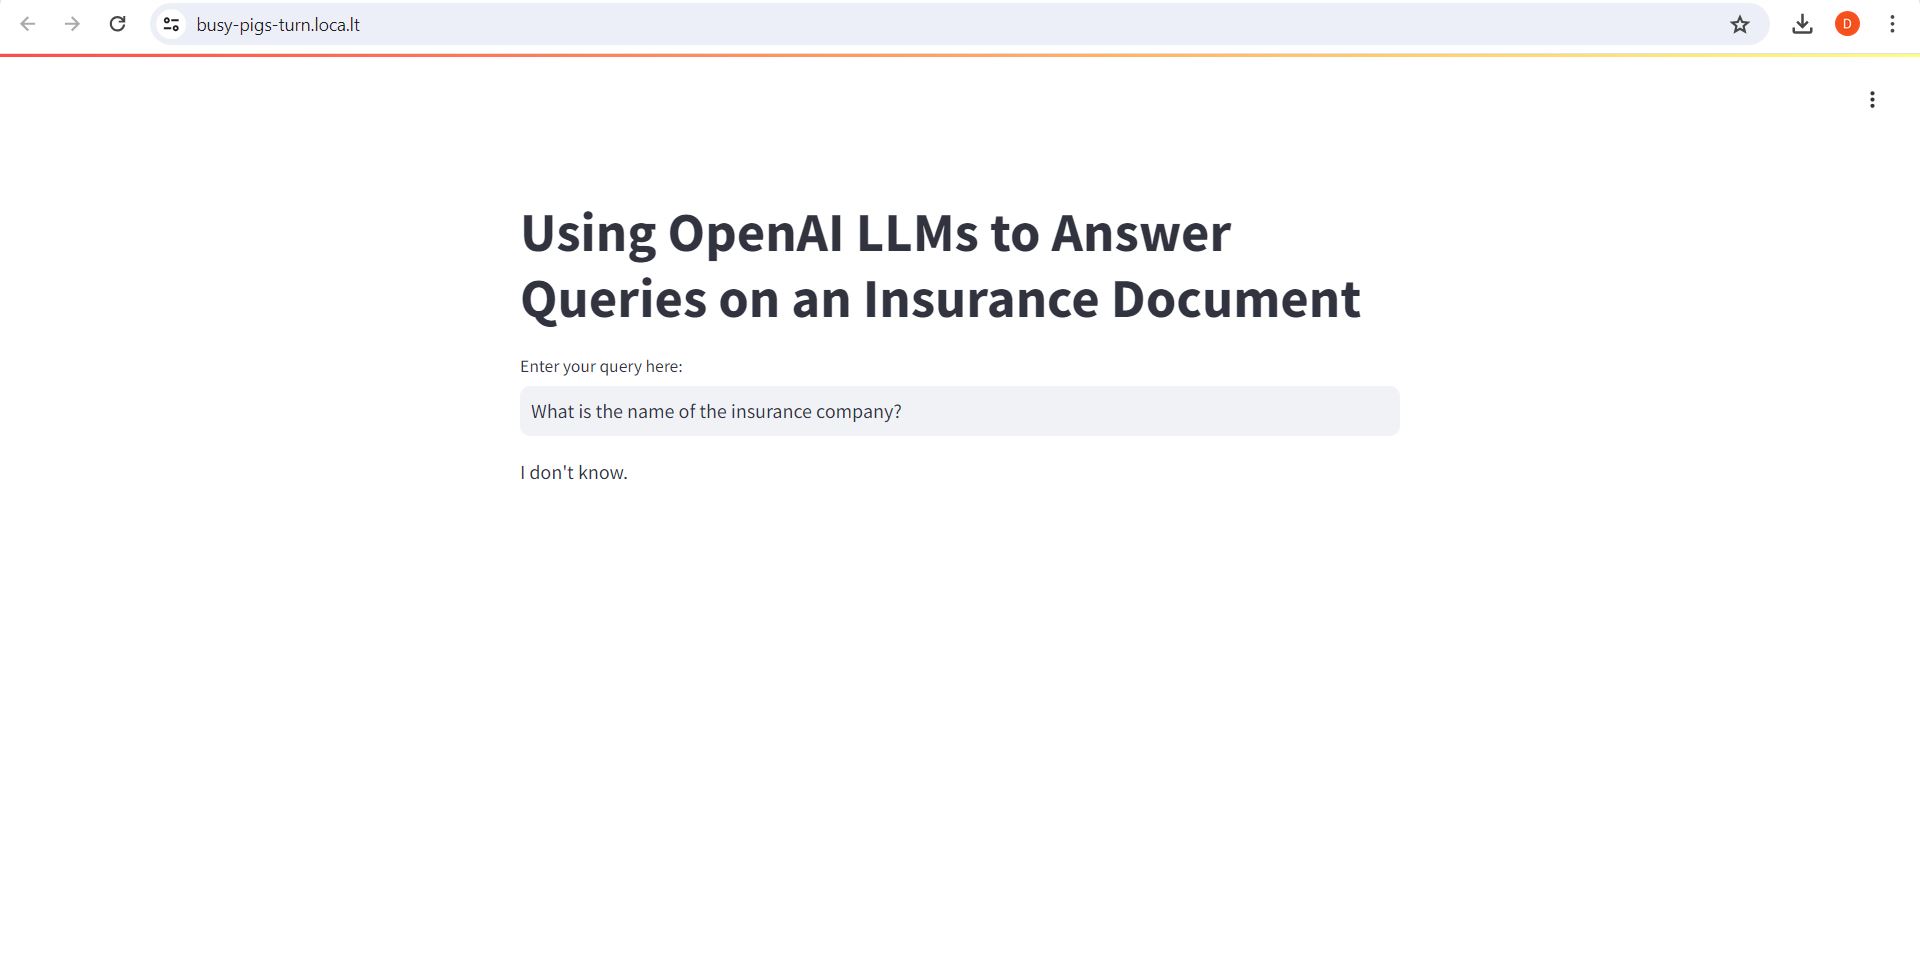 busy-pigs-turn.loca.lt
D
Using OpenAI LLMs to Answer
Queries on an Insurance Document
Enter your query here:
What is the name of the insurance company?
I don't know.